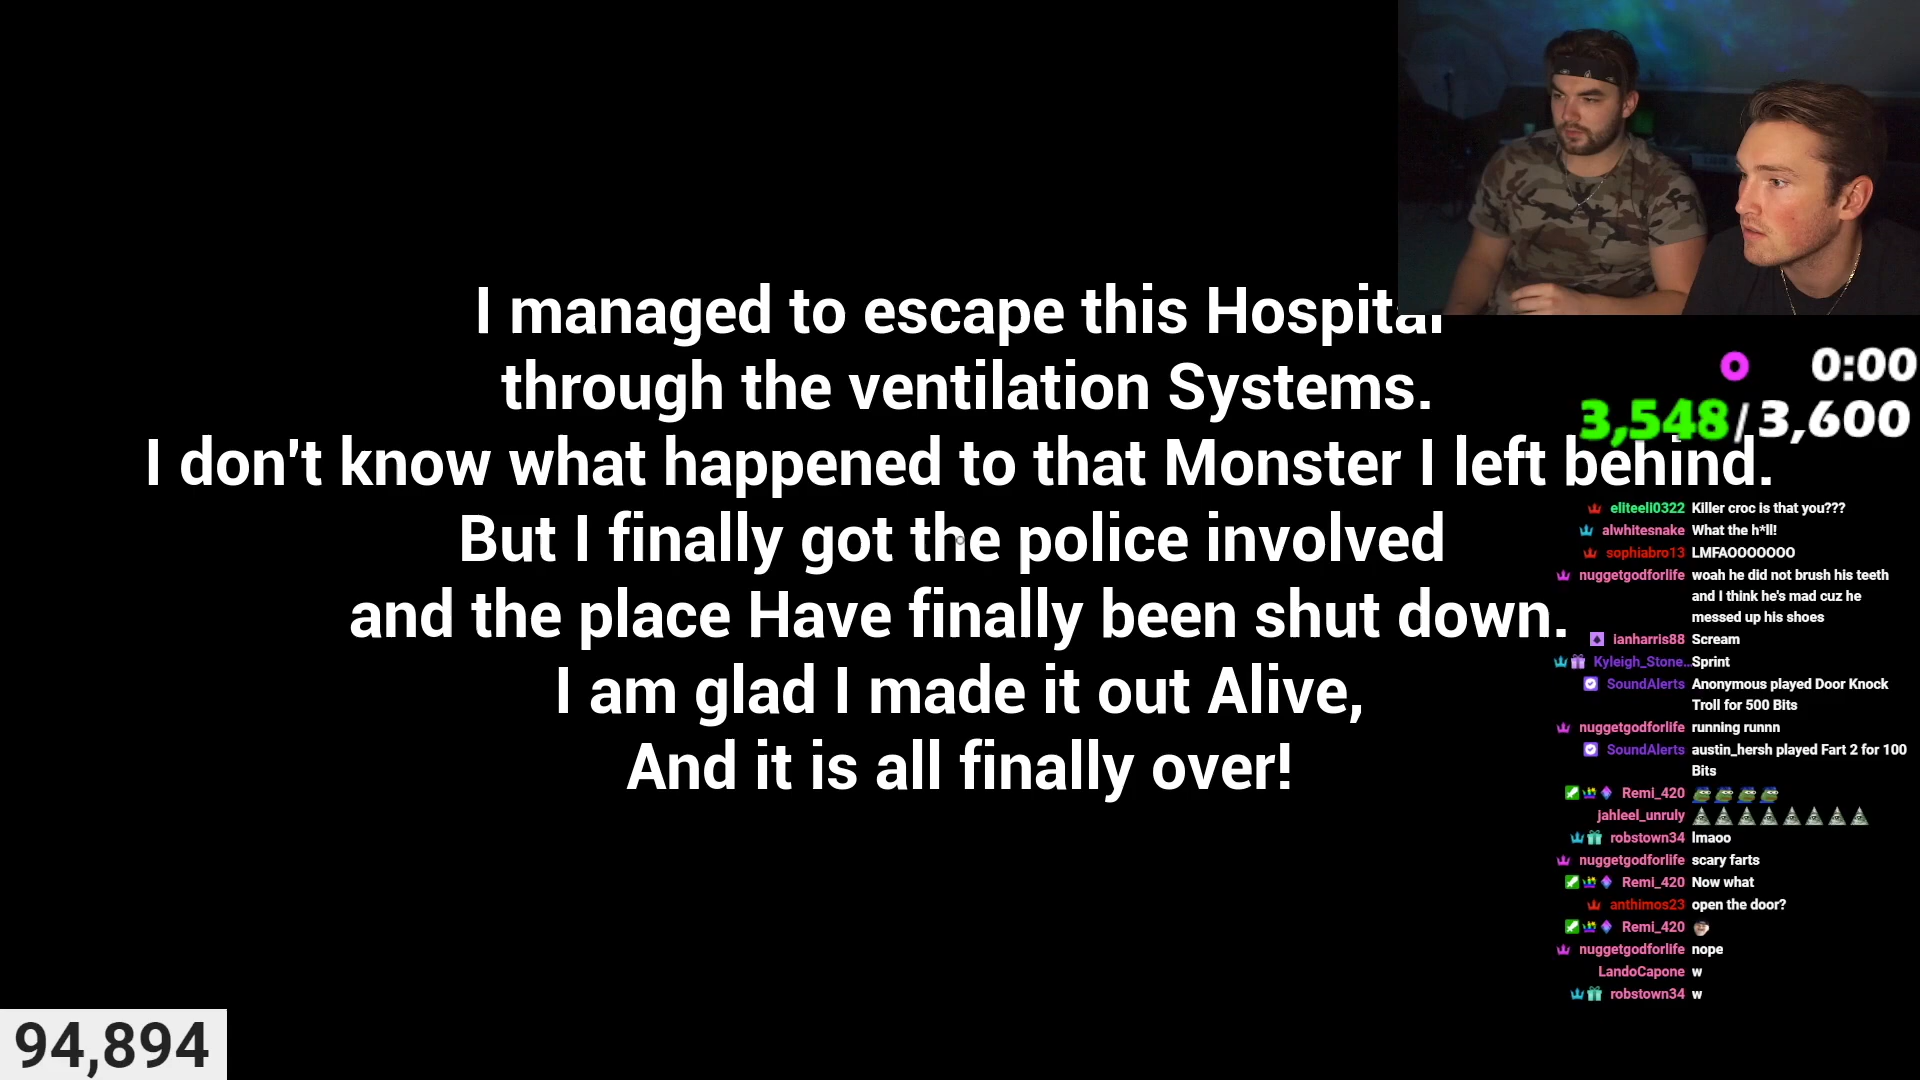 I managed to escape this Hospital
through the ventilation Systems.
I don't know what happened to that Monster I left behind.
But I finally got the police involved
and the place Have finally been shut down.
I am glad I made it out Alive,
And it is all finally over!
0:00
3,548/3,600
eliteeli0322 Killer croc is that you???
alwhitesnake What the h*ll!
sophiabro13 LMFAOOOOOOO
nuggetgodforlife woah he did not brush his teeth
and I think he's mad cuz he
messed up his shoes
ianharris88 Scream
Kyleigh_Stone... Sprint
SoundAlerts Anonymous played Door Knock
Troll for 500 Bits
nuggetgodforlife running runnn
SoundAlerts austin_hersh played Fart 2 for 100
Bits
Remi_420
jahleel_unruly
robstown34 lmaoo
nuggetgodforlife scary farts
Remi_420 Now what
anthimos23 open the door?
Remi_420
nuggetgodforlife nope
LandoCapone w
robstown34 w
94,894